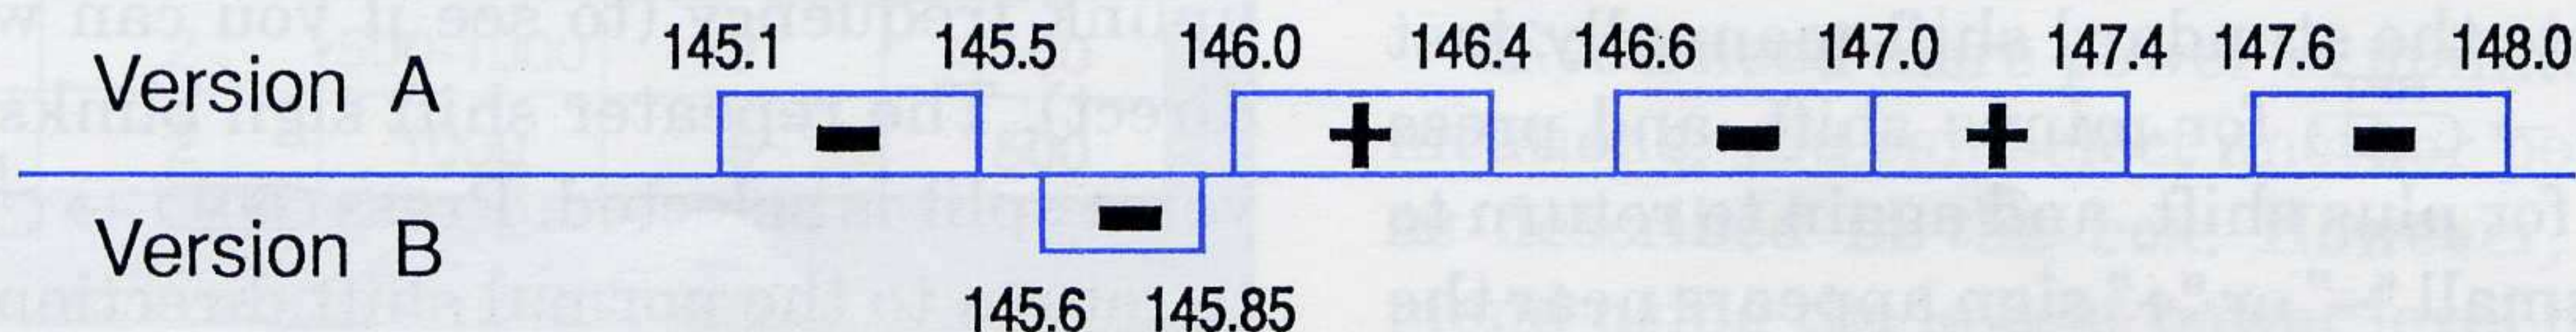 145.1 145.5 146.0 146.4 146.6 147.0 147.4 147.6 148.0
Version A - + - + -
Version B -
145.6 145.85